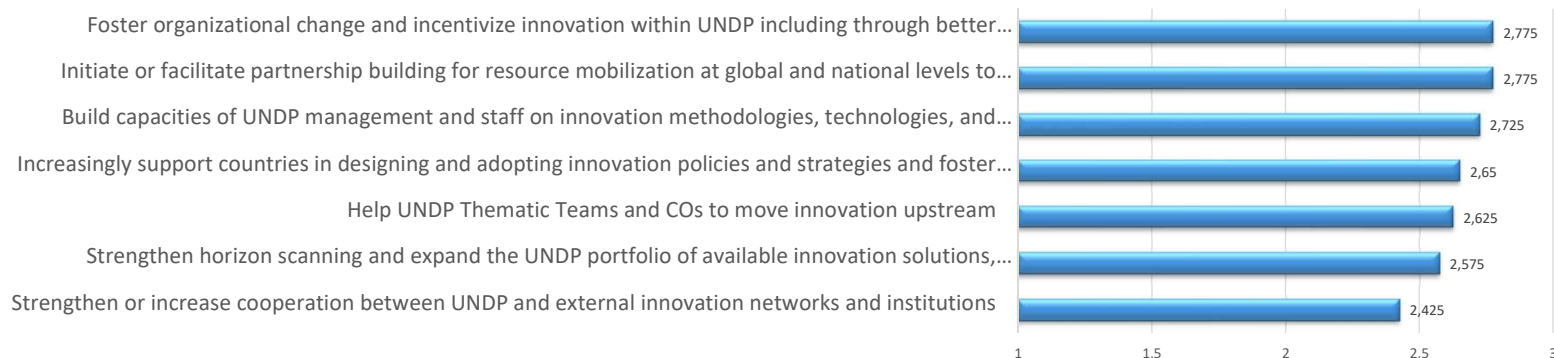 Foster organizational change and incentivize innovation within UNDP including through better...
2,775
Initiate or facilitate partnership building for resource mobilization at global and national levels to...
2,775
Build capacities of UNDP management and staff on innovation methodologies, technologies, and...
2,725
Increasingly support countries in designing and adopting innovation policies and strategies and foster...
2,65
Help UNDP Thematic Teams and COs to move innovation upstream
2,625
Strengthen horizon scanning and expand the UNDP portfolio of available innovation solutions,...
2,575
Strengthen or increase cooperation between UNDP and external innovation networks and institutions
2,425
1 1.5 2 2.5 3